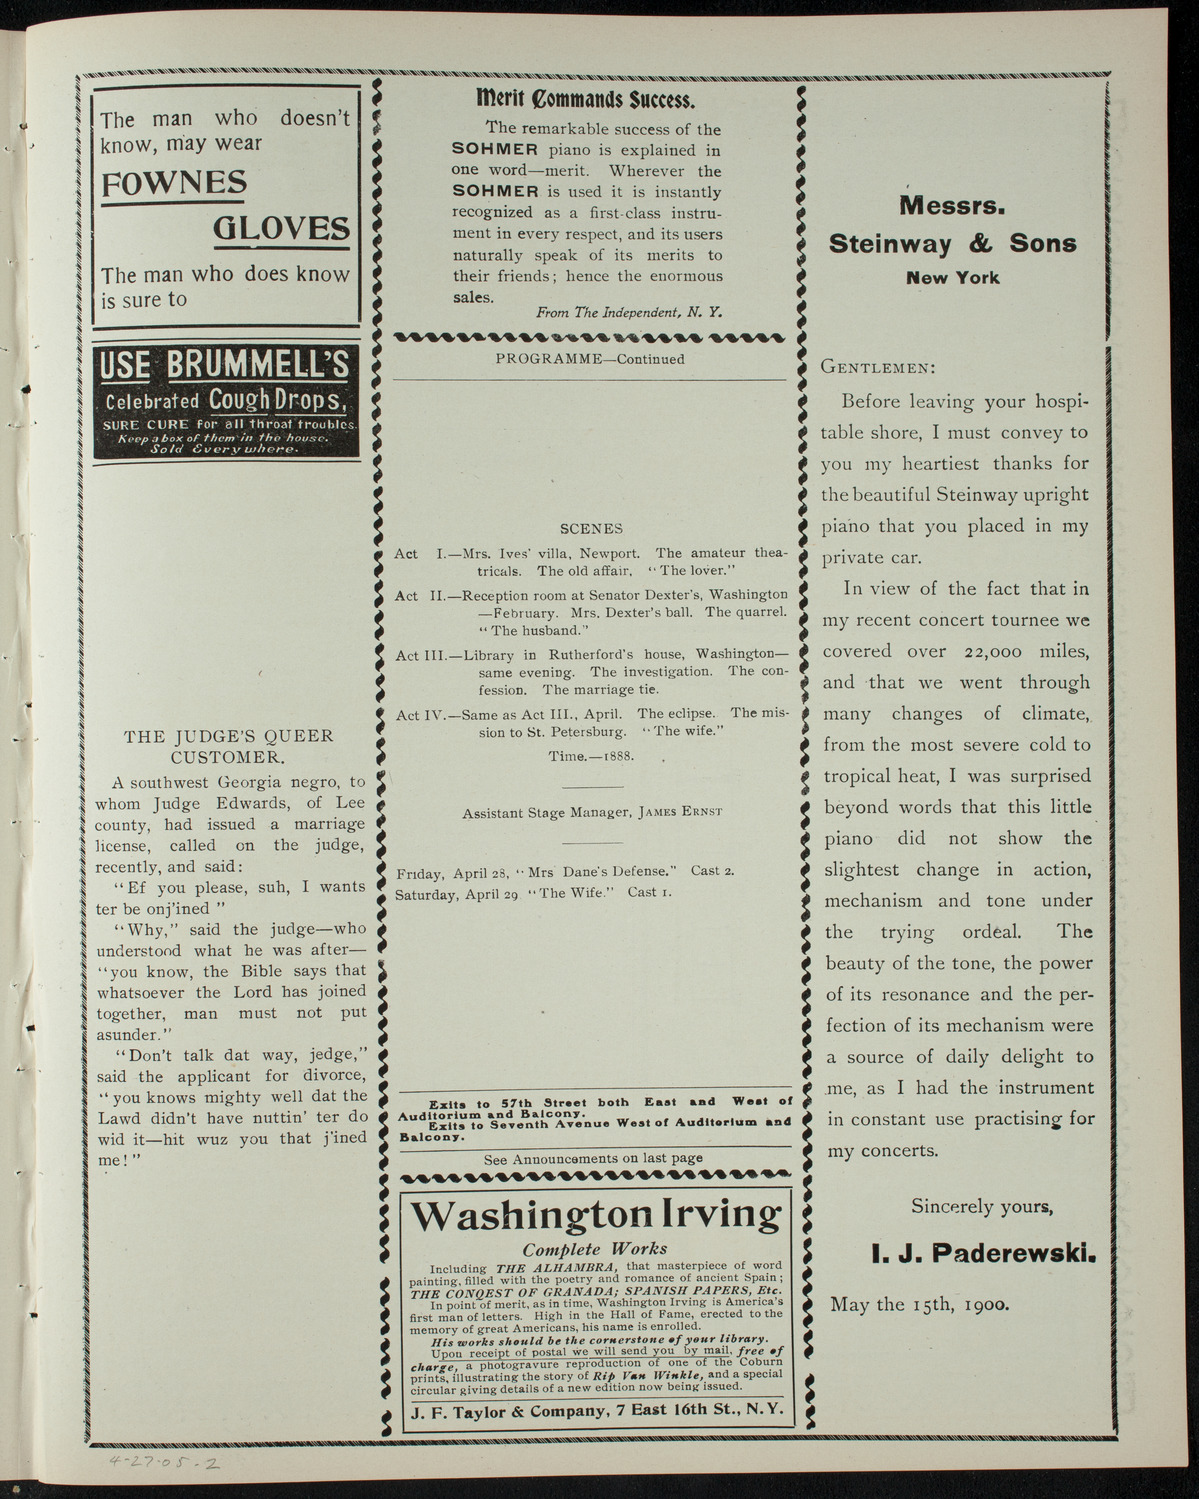 The man who doesn't
know, may wear
FOWNES
GLOVES
The man who does know
is sure to
USE BRUMMELL'S
Celebrated Cough Drops,
SURE CURE for all throat troubles.
Keep a box of them in the house.
Sold Everywhere.
THE JUDGE'S QUEER
CUSTOMER.
A southwest Georgia negro, to
whom Judge Edwards, of Lee
county, had issued a marriage
license, called on the judge,
recently, and said:
"Ef you please, suh, I wants
ter be onj'ined "
"Why," said the judge—who
understood what he was after—
"you know, the Bible says that
whatsoever the Lord has joined
together, man must not put
asunder."
"Don't talk dat way, jedge,"
said the applicant for divorce,
"you knows mighty well dat the
Lawd didn't have nuttin' ter do
wid it—hit wuz you that j'ined
me!"
Merit Commands Success.
The remarkable success of the
SOHMER piano is explained in
one word—merit. Wherever the
SOHMER is used it is instantly
recognized as a first-class instru-
ment in every respect, and its users
naturally speak of its merits to
their friends; hence the enormous
sales.
From The Independent, N. Y.
PROGRAMME—Continued
SCENES
Act I.—Mrs. Ives' villa, Newport. The amateur thea-
tricals. The old affair, "The lover."
Act II.—Reception room at Senator Dexter's, Washington
—February. Mrs. Dexter's ball. The quarrel.
"The husband."
Act III.—Library in Rutherford's house, Washington—
same evening. The investigation. The con-
fession. The marriage tie.
Act IV.—Same as Act III., April. The eclipse. The mis-
sion to St. Petersburg. "The wife."
Time.—1888.
Assistant Stage Manager, JAMES ERNST
Friday, April 28, "Mrs Dane's Defense." Cast 2.
Saturday, April 29 "The Wife." Cast 1.
Exits to 57th Street both East and West of
Auditorium and Balcony.
Exits to Seventh Avenue West of Auditorium and
Balcony.
See Announcements on last page
Washington Irving
Complete Works
Including THE ALHAMBRA, that masterpiece of word
painting, filled with the poetry and romance of ancient Spain;
THE CONQEST OF GRANADA; SPANISH PAPERS, Etc.
In point of merit, as in time, Washington Irving is America's
first man of letters. High in the Hall of Fame, erected to the
memory of great Americans, his name is enrolled.
His works should be the cornerstone of your library.
Upon receipt of postal we will send you by mail, free of
charge, a photogravure reproduction of one of the Coburn
prints, illustrating the story of Rip Van Winkle, and a special
circular giving details of a new edition now being issued.
J. F. Taylor & Company, 7 East 16th St., N.Y.
Messrs.
Steinway & Sons
New York
GENTLEMEN:
Before leaving your hospi-
table shore, I must convey to
you my heartiest thanks for
the beautiful Steinway upright
piano that you placed in my
private car.
In view of the fact that in
my recent concert tournee we
covered over 22,000 miles,
and that we went through
many changes of climate,
from the most severe cold to
tropical heat, I was surprised
beyond words that this little
piano did not show the
slightest change in action,
mechanism and tone under
the trying ordeal. The
beauty of the tone, the power
of its resonance and the per-
fection of its mechanism were
a source of daily delight to
me, as I had the instrument
in constant use practising for
my concerts.
Sincerely yours,
I. J. Paderewski.
May the 15th, 1900.
4-27-05-2